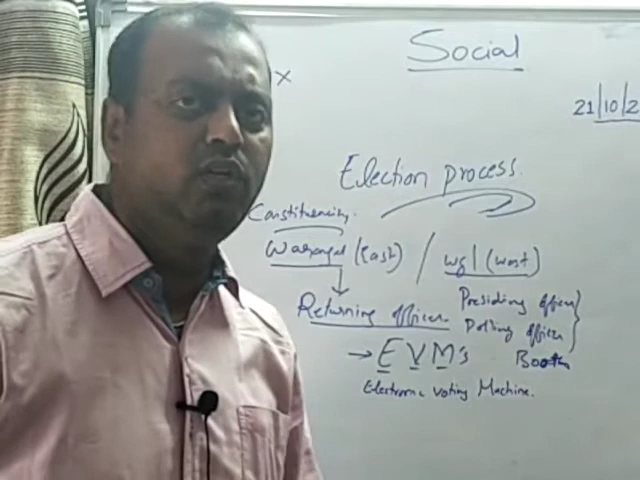 Social
x
21/10/2
Election process.
Constituencies.
Warangal (East) / wgl (west)
Returning officer
Presiding officer
Polling officer
Booth
→ EVM's
Electronic voting Machine.